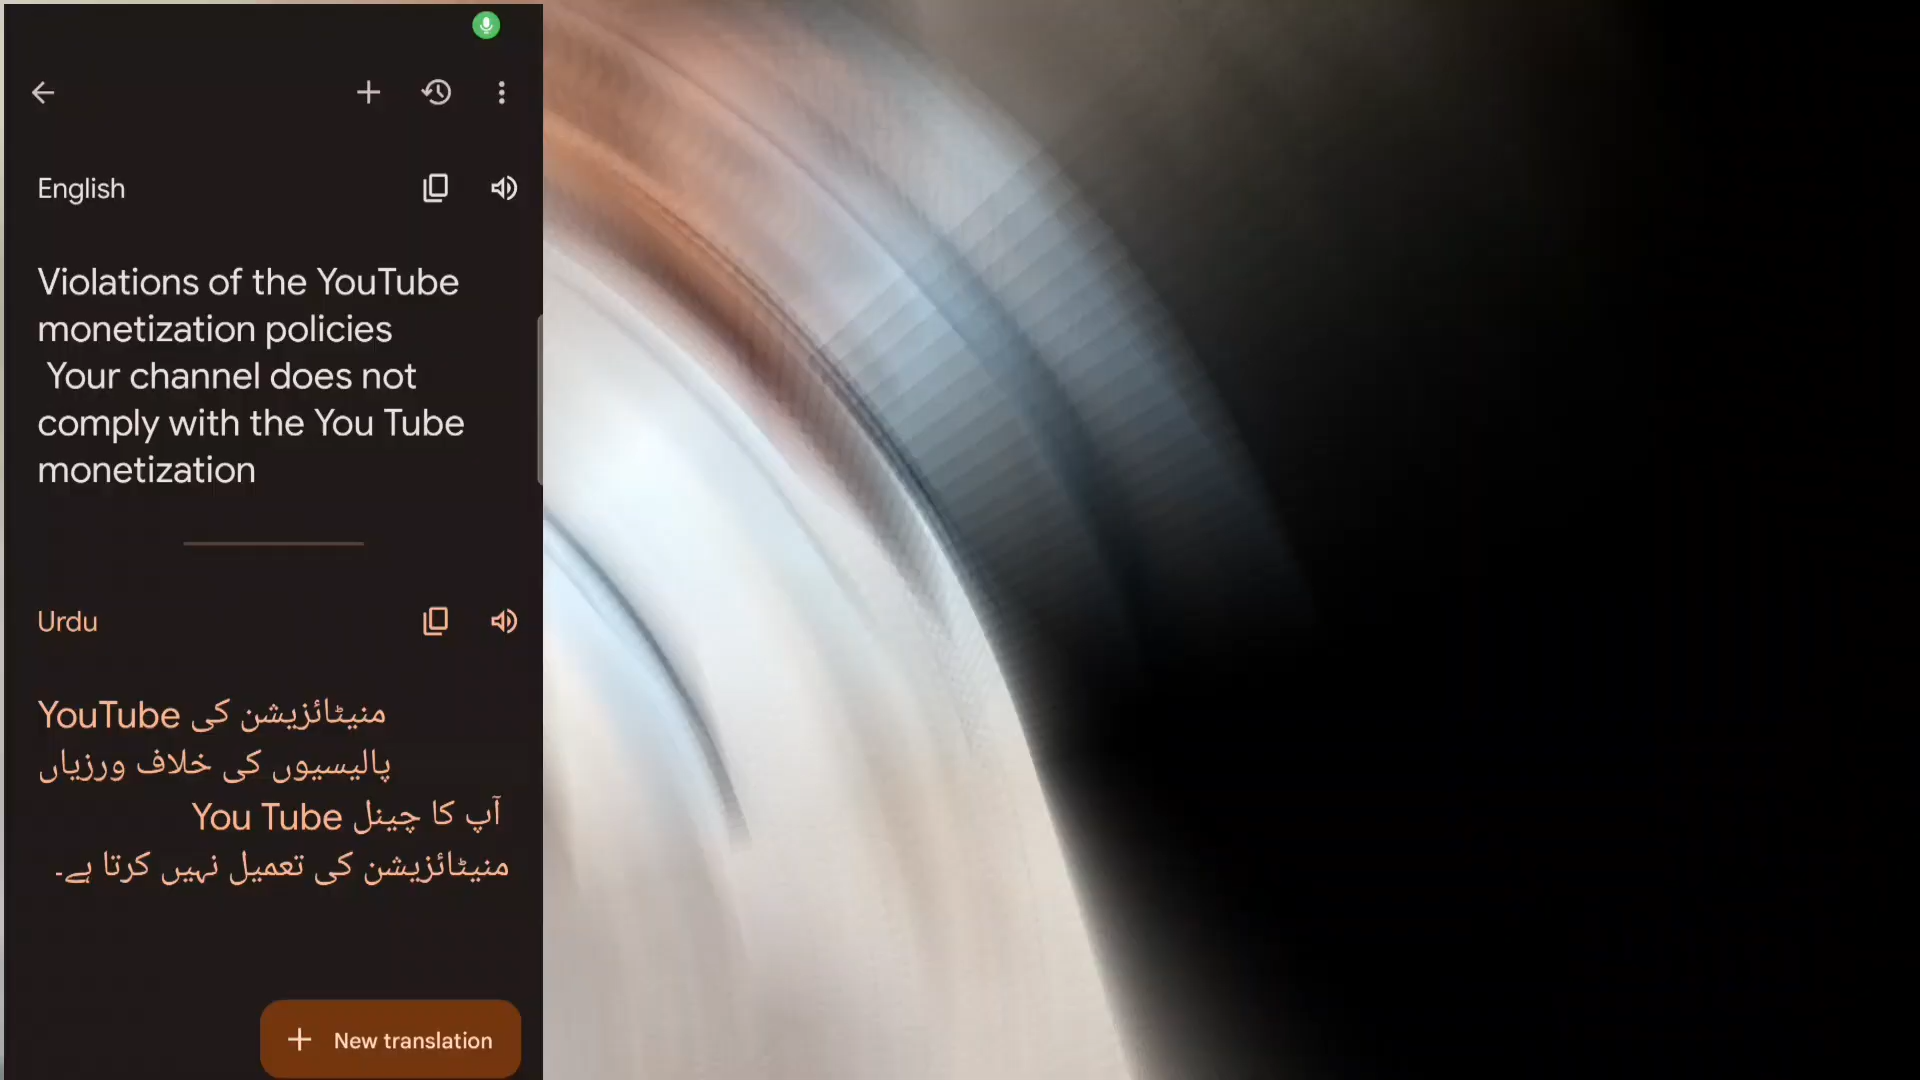 English
Violations of the YouTube
monetization policies
Your channel does not
comply with the You Tube
monetization
Urdu
YouTube منیٹائزیشن کی
پالیسیوں کی خلاف ورزیاں
آپ کا چینل You Tube
منیٹائزیشن کی تعمیل نہیں کرتا ہے۔
New translation